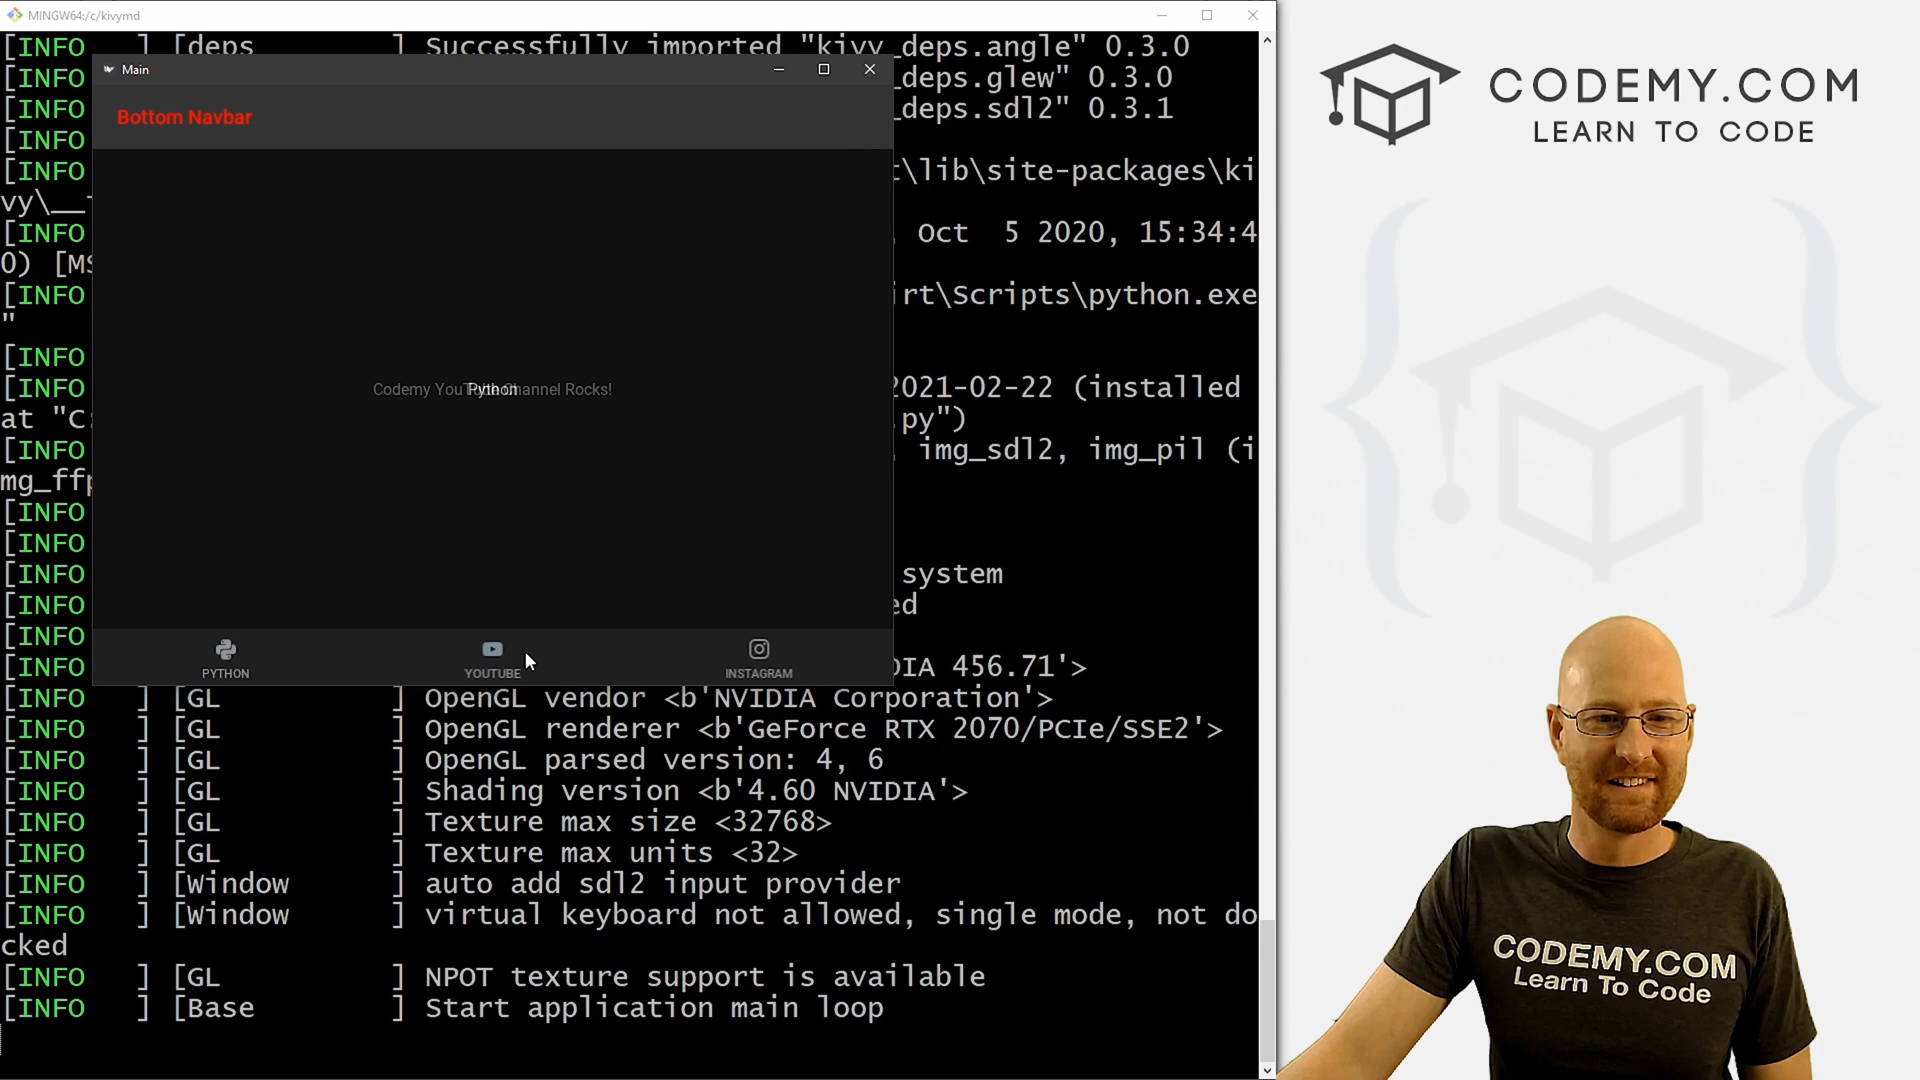 MINGW64:/c/kivymd
[INFO ] [deps ] Successfully imported "kivy_deps.angle" 0.3.0
[INFO _deps.glew" 0.3.0
[INFO _deps.sdl2" 0.3.1
[INFO
[INFO t\lib\site-packages\ki
vy\__
[INFO , Oct 5 2020, 15:34:4
0) [MS
[INFO irt\Scripts\python.exe
"
[INFO
[INFO 2021-02-22 (installed
at "C: py")
[INFO , img_sdl2, img_pil (i
mg_ffp
[INFO
[INFO
[INFO system
[INFO ed
[INFO
[INFO DIA 456.71'>
[INFO ] [GL ] OpenGL vendor <b'NVIDIA Corporation'>
[INFO ] [GL ] OpenGL renderer <b'GeForce RTX 2070/PCIe/SSE2'>
[INFO ] [GL ] OpenGL parsed version: 4, 6
[INFO ] [GL ] Shading version <b'4.60 NVIDIA'>
[INFO ] [GL ] Texture max size <32768>
[INFO ] [GL ] Texture max units <32>
[INFO ] [Window ] auto add sdl2 input provider
[INFO ] [Window ] virtual keyboard not allowed, single mode, not do
cked
[INFO ] [GL ] NPOT texture support is available
[INFO ] [Base ] Start application main loop
Main
Bottom Navbar
Codemy YouTube Channel Rocks!
Python
PYTHON
YOUTUBE
INSTAGRAM
CODEMY.COM
LEARN TO CODE
CODEMY.COM
Learn To Code